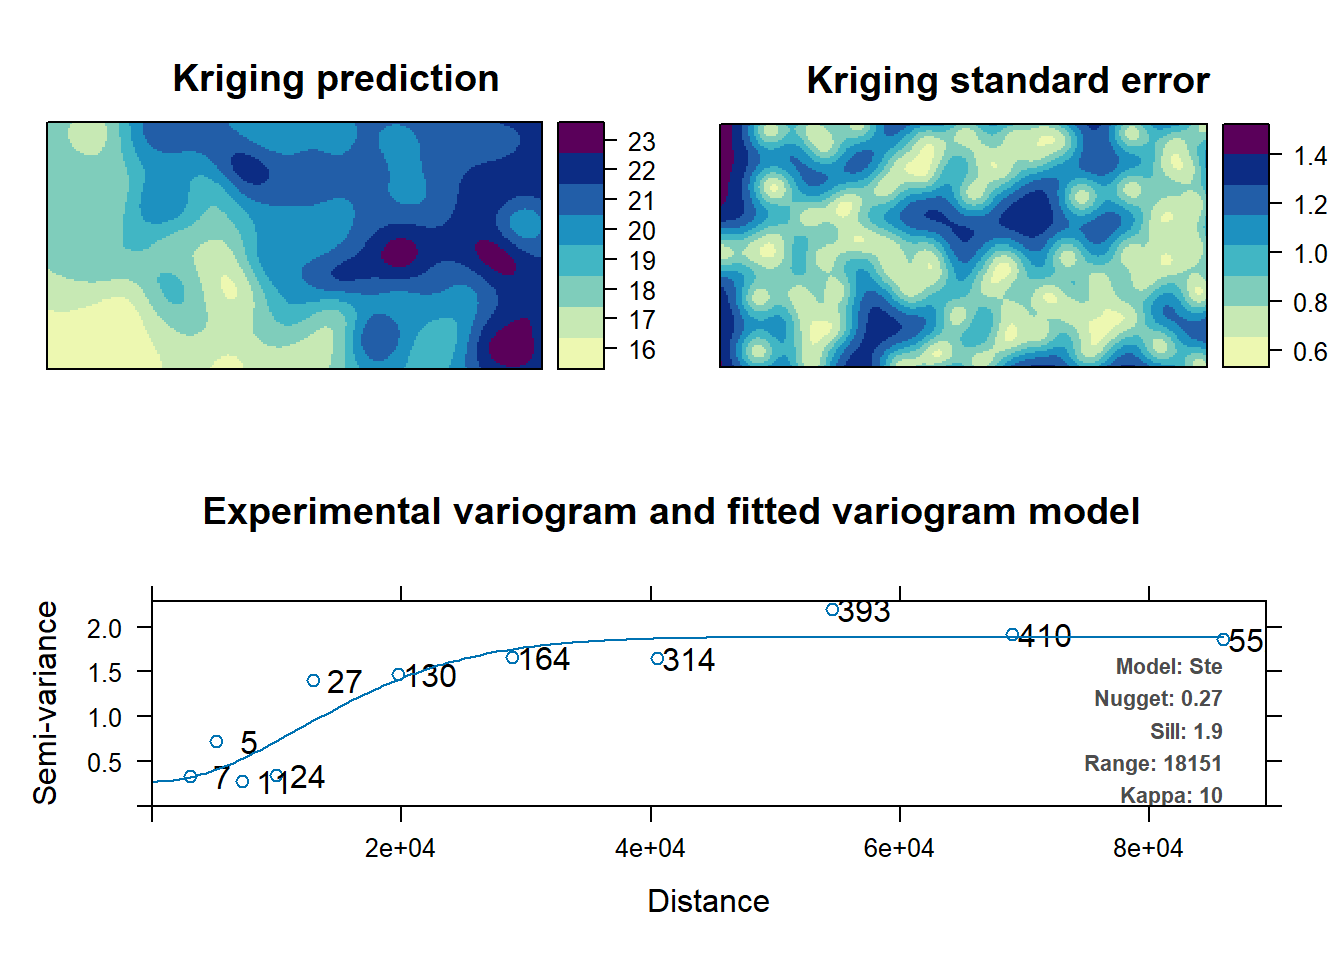 Kriging prediction
23
22
21
20
19
18
17
16
Kriging standard error
1.4
1.2
1.0
0.8
0.6
Experimental variogram and fitted variogram model
Semi-variance
2.0
1.5
1.0
0.5
7
5
11
24
27
130
164
314
393
410
55
Model: Ste
Nugget: 0.27
Sill: 1.9
Range: 18151
Kappa: 10
2e+04 4e+04 6e+04 8e+04
Distance